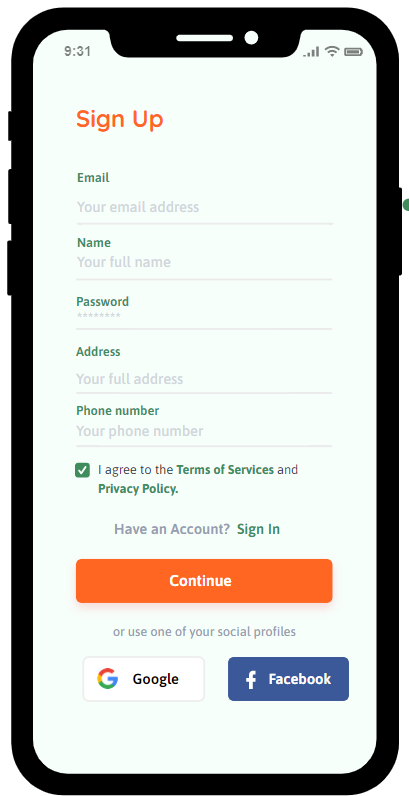 9:31
Sign Up
Email
Your email address
Name
Your full name
Password
********
Address
Your full address
Phone number
Your phone number
I agree to the Terms of Services and
Privacy Policy.
Have an Account? Sign In
Continue
or use one of your social profiles
Google
Facebook